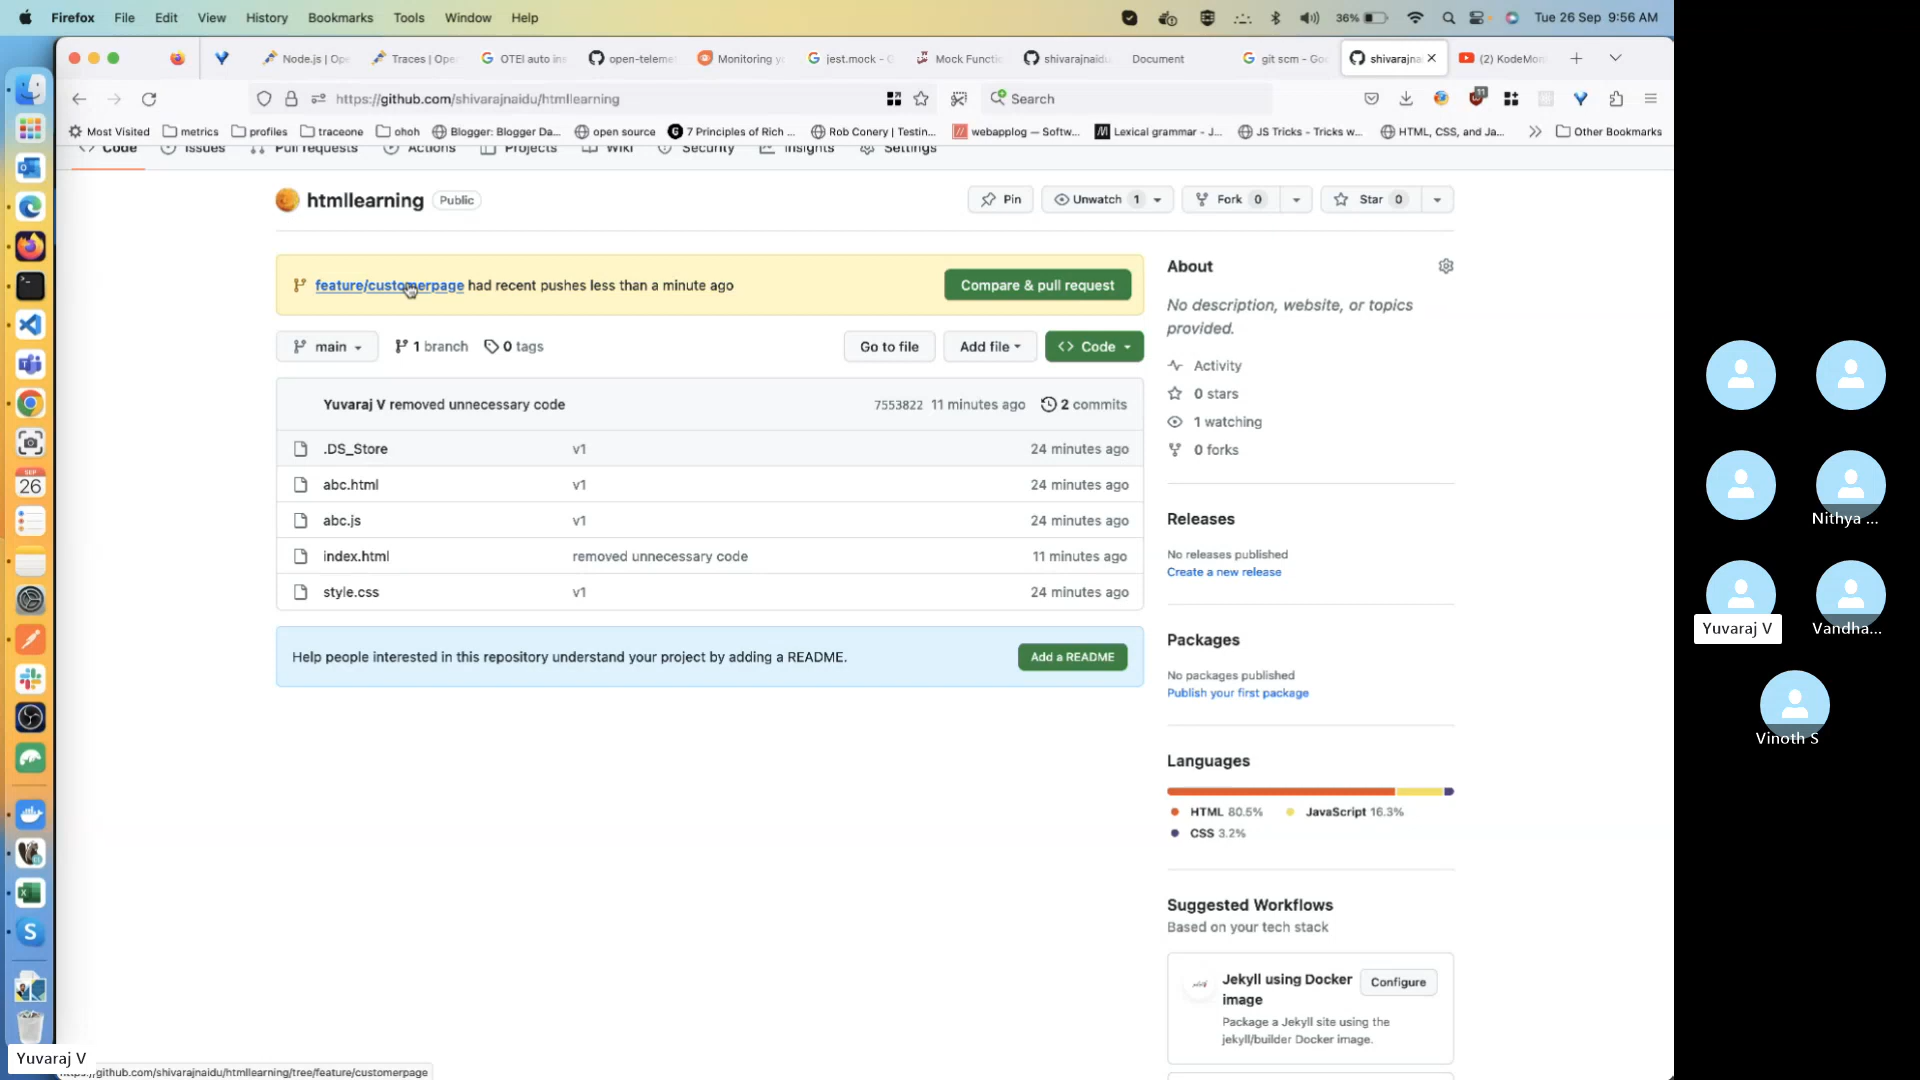 Firefox File Edit View History Bookmarks Tools Window Help
36%
Tue 26 Sep 9:56 AM
Node.js | Ope
Traces | Ope
OTEl auto ins
open-teleme
Monitoring y
jest.mock - G
Mock Functio
shivarajnaidu
Document
git scm - Goo
shivarajna
(2) KodeMon
https://github.com/shivarajnaidu/htmllearning
Search
11
Most Visited
metrics
profiles
traceone
ohoh
Blogger: Blogger Da...
open source
7 Principles of Rich ...
Rob Conery | Testin...
webapplog — Softw...
Lexical grammar - J...
JS Tricks - Tricks w...
HTML, CSS, and Ja...
Other Bookmarks
Code
Issues
Pull requests
Actions
Projects
Wiki
Security
Insights
Settings
htmllearning Public
Pin
Unwatch 1
Fork 0
Star 0
feature/customerpage had recent pushes less than a minute ago
Compare & pull request
main
1 branch
0 tags
Go to file
Add file
Code
Yuvaraj V removed unnecessary code
7553822 11 minutes ago
2 commits
.DS_Store v1 24 minutes ago
abc.html v1 24 minutes ago
abc.js v1 24 minutes ago
index.html removed unnecessary code 11 minutes ago
style.css v1 24 minutes ago
Help people interested in this repository understand your project by adding a README.
Add a README
About
No description, website, or topics
provided.
Activity
0 stars
1 watching
0 forks
Releases
No releases published
Create a new release
Packages
No packages published
Publish your first package
Languages
HTML 80.5%
JavaScript 16.3%
CSS 3.2%
Suggested Workflows
Based on your tech stack
Jekyll using Docker
image
Configure
Package a Jekyll site using the
jekyll/builder Docker image.
SEP
26
Yuvaraj V
github.com/shivarajnaidu/htmllearning/tree/feature/customerpage
Nithya ...
Yuvaraj V
Vandha...
Vinoth S